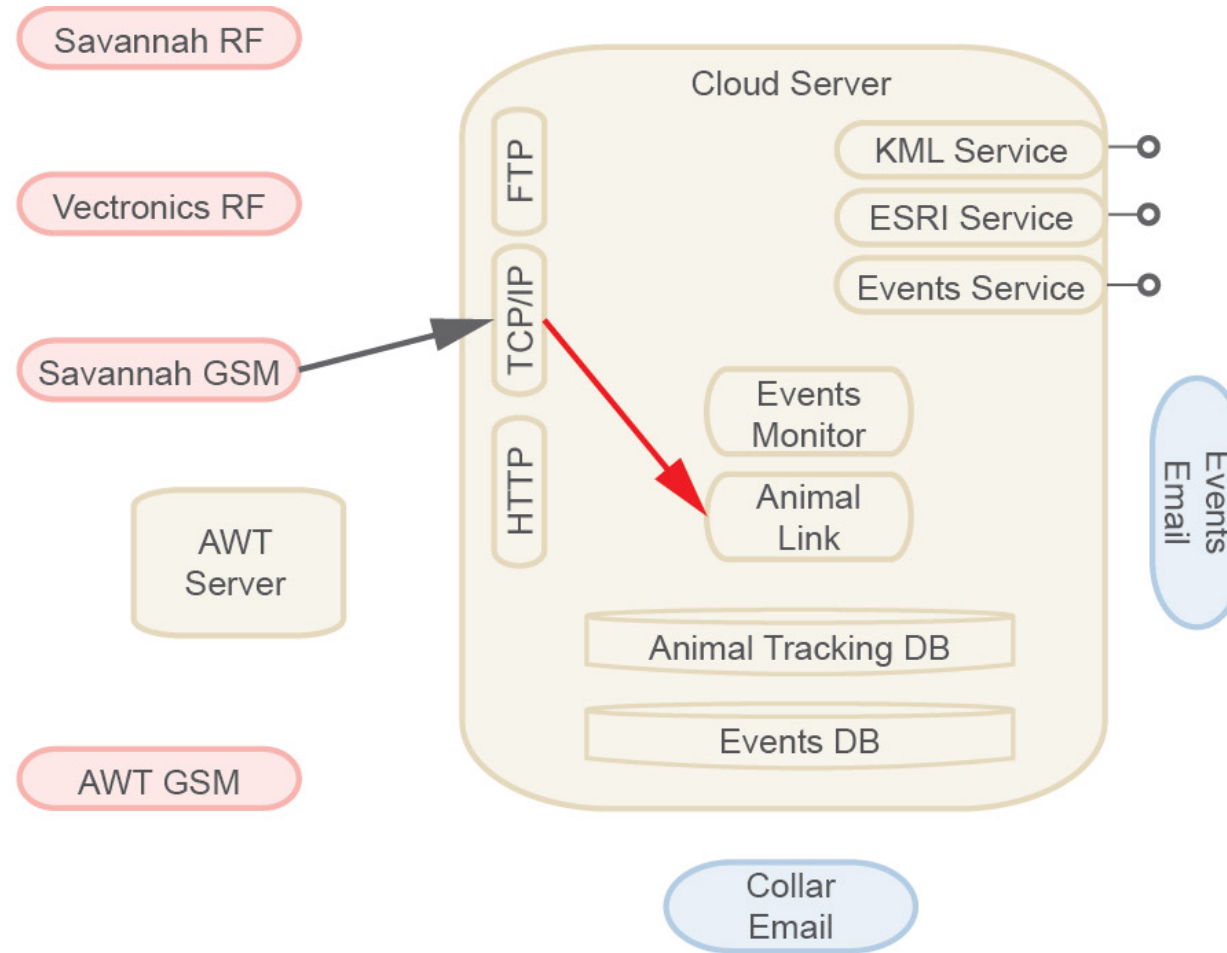 Savannah RF
Cloud Server
FTP
KML Service
Vectronics RF
ESRI Service
TCP/IP
Events Service
Savannah GSM
Events
Monitor
HTTP
Animal
Link
Events
Email
AWT
Server
Animal Tracking DB
Events DB
AWT GSM
Collar
Email